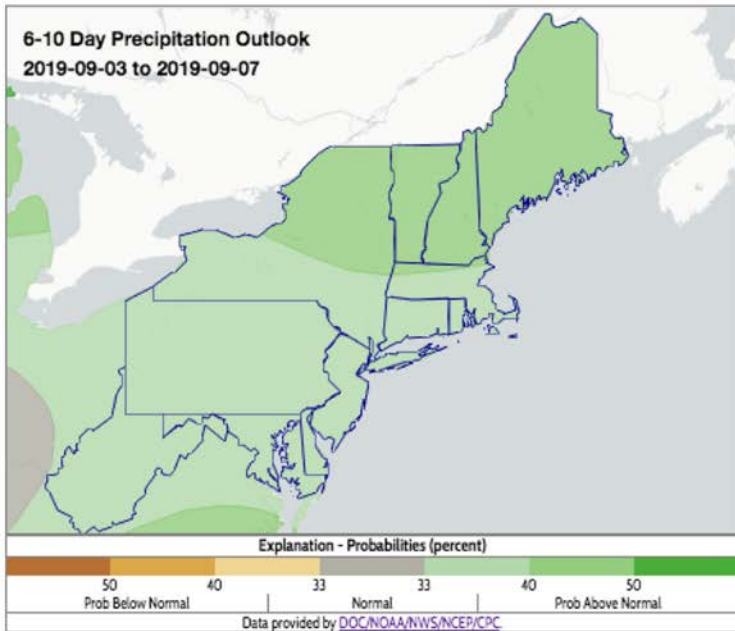 6-10 Day Precipitation Outlook
2019-09-03 to 2019-09-07
Explanation - Probabilities (percent)
50 40 33 33 40 50
Prob Below Normal | Normal | Prob Above Normal
Data provided by DOC/NOAA/NWS/NCEP/CPC